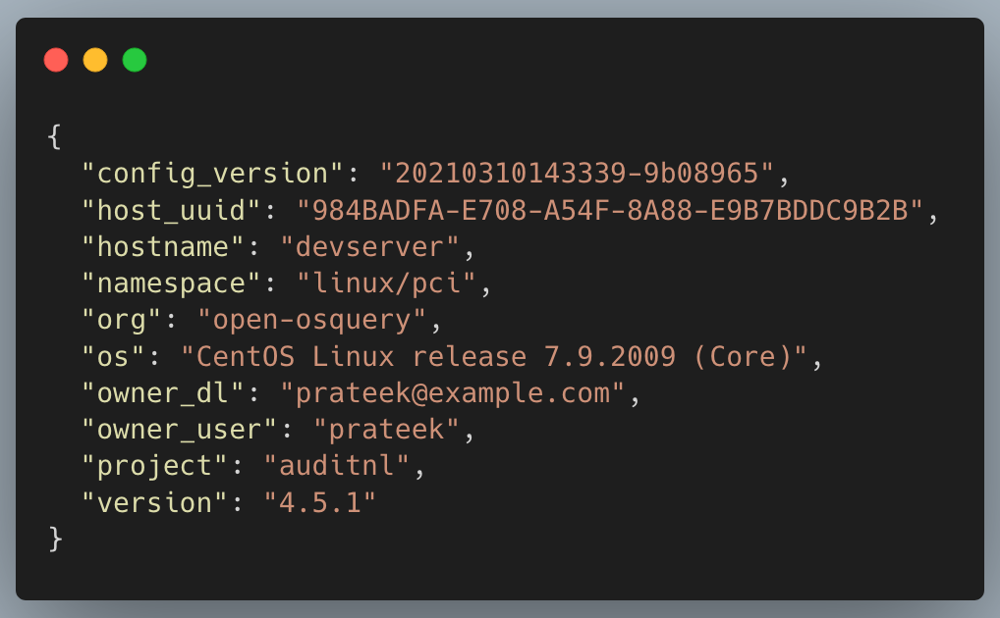 {
  "config_version": "20210310143339-9b08965",
  "host_uuid": "984BADFA-E708-A54F-8A88-E9B7BDDC9B2B",
  "hostname": "devserver",
  "namespace": "linux/pci",
  "org": "open-osquery",
  "os": "CentOS Linux release 7.9.2009 (Core)",
  "owner_dl": "prateek@example.com",
  "owner_user": "prateek",
  "project": "auditnl",
  "version": "4.5.1"
}